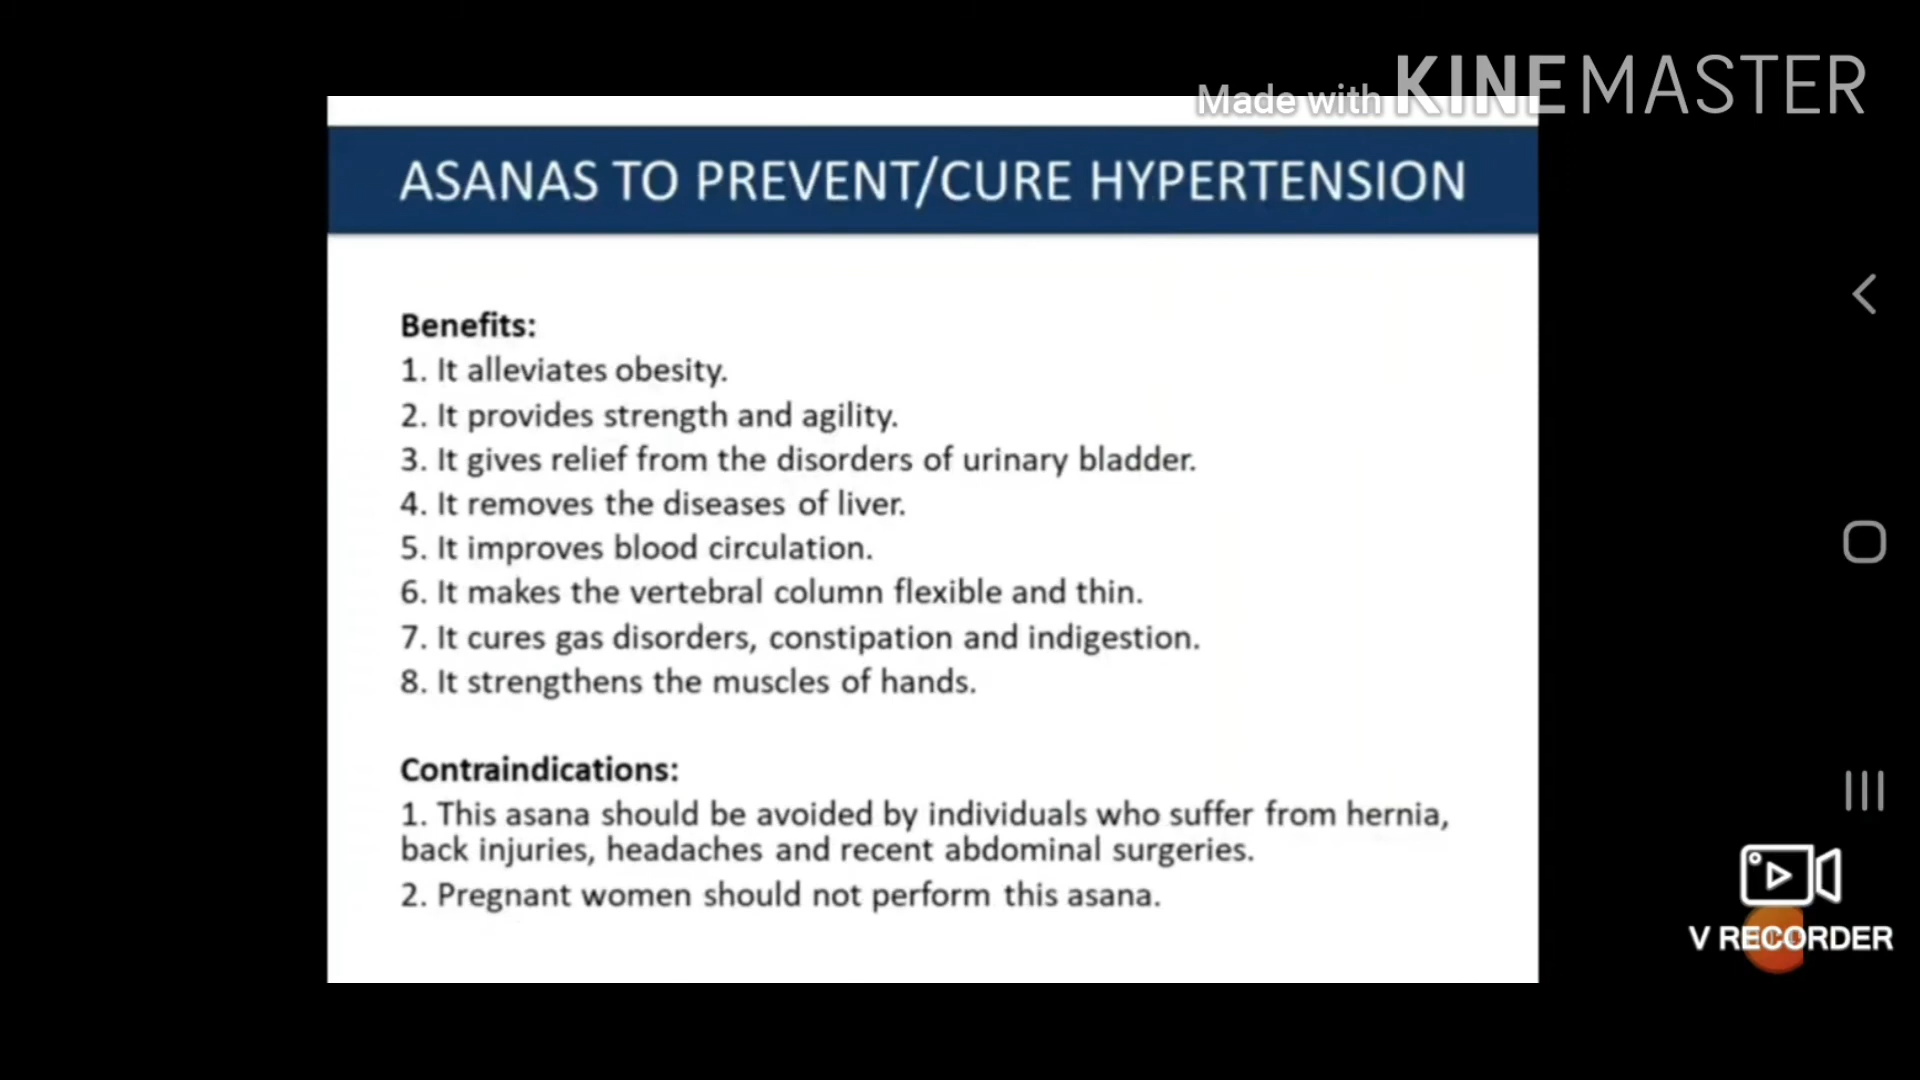 Made with KINEMASTER
ASANAS TO PREVENT/CURE HYPERTENSION
Benefits:
1. It alleviates obesity.
2. It provides strength and agility.
3. It gives relief from the disorders of urinary bladder.
4. It removes the diseases of liver.
5. It improves blood circulation.
6. It makes the vertebral column flexible and thin.
7. It cures gas disorders, constipation and indigestion.
8. It strengthens the muscles of hands.
Contraindications:
1. This asana should be avoided by individuals who suffer from hernia,
back injuries, headaches and recent abdominal surgeries.
2. Pregnant women should not perform this asana.
V RECORDER